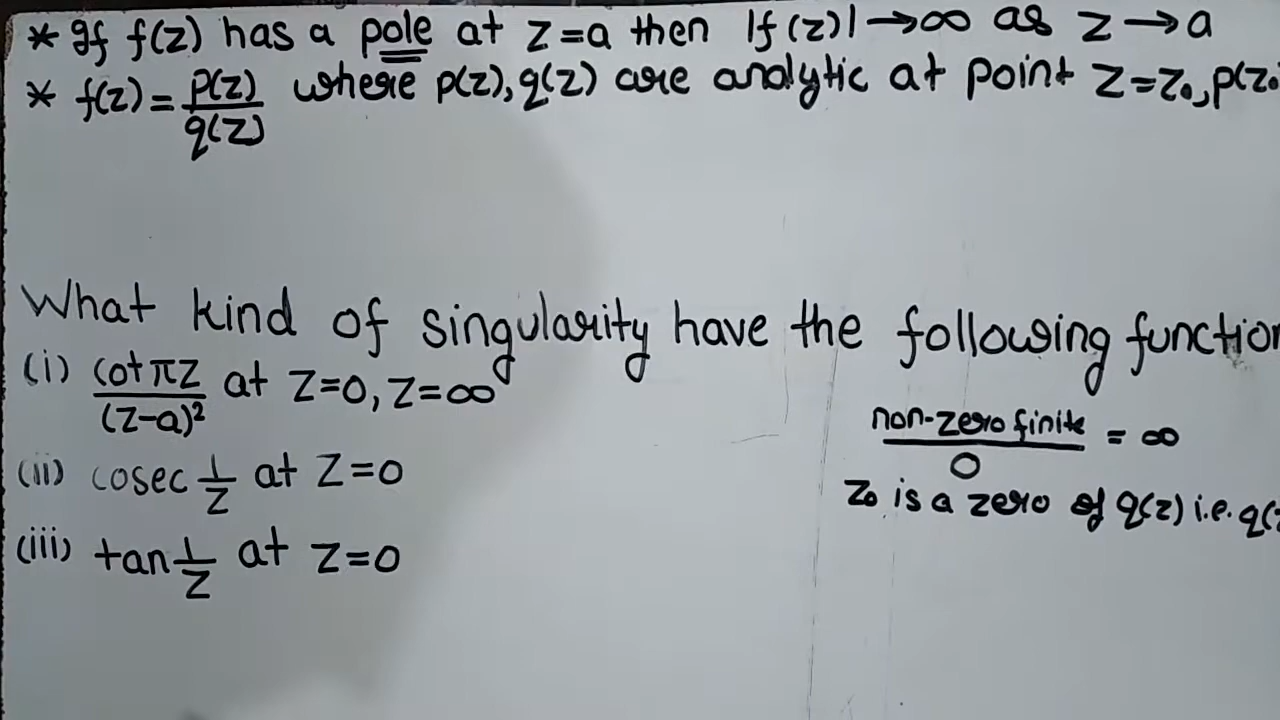 * If f(z) has a pole at z=a then |f(z)|→∞ as z→a
* f(z) = p(z)/q(z) where p(z), q(z) are analytic at point z=z₀, p(z₀
What kind of singularity have the following function
(i) cot πz/(z-a)² at z=0, z=∞
non-zero finite/0 = ∞
(ii) cosec 1/z at z=0
z₀ is a zero of q(z) i.e. q(z
(iii) tan 1/z at z=0